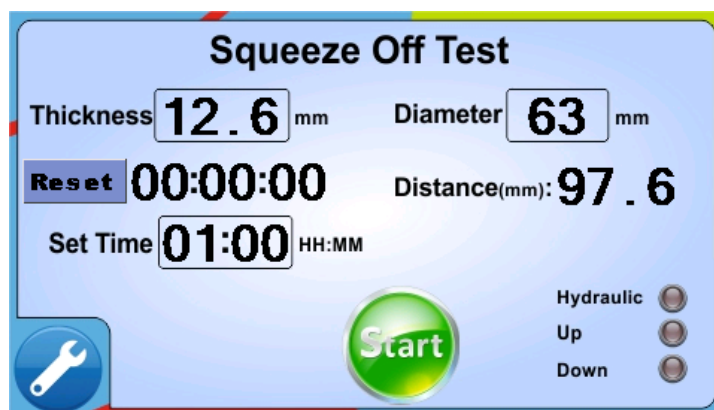 Squeeze Off Test
Thickness 12.6 mm Diameter 63 mm
Reset 00:00:00 Distance(mm): 97.6
Set Time 01:00 HH:MM
Hydraulic
Start Up
Down